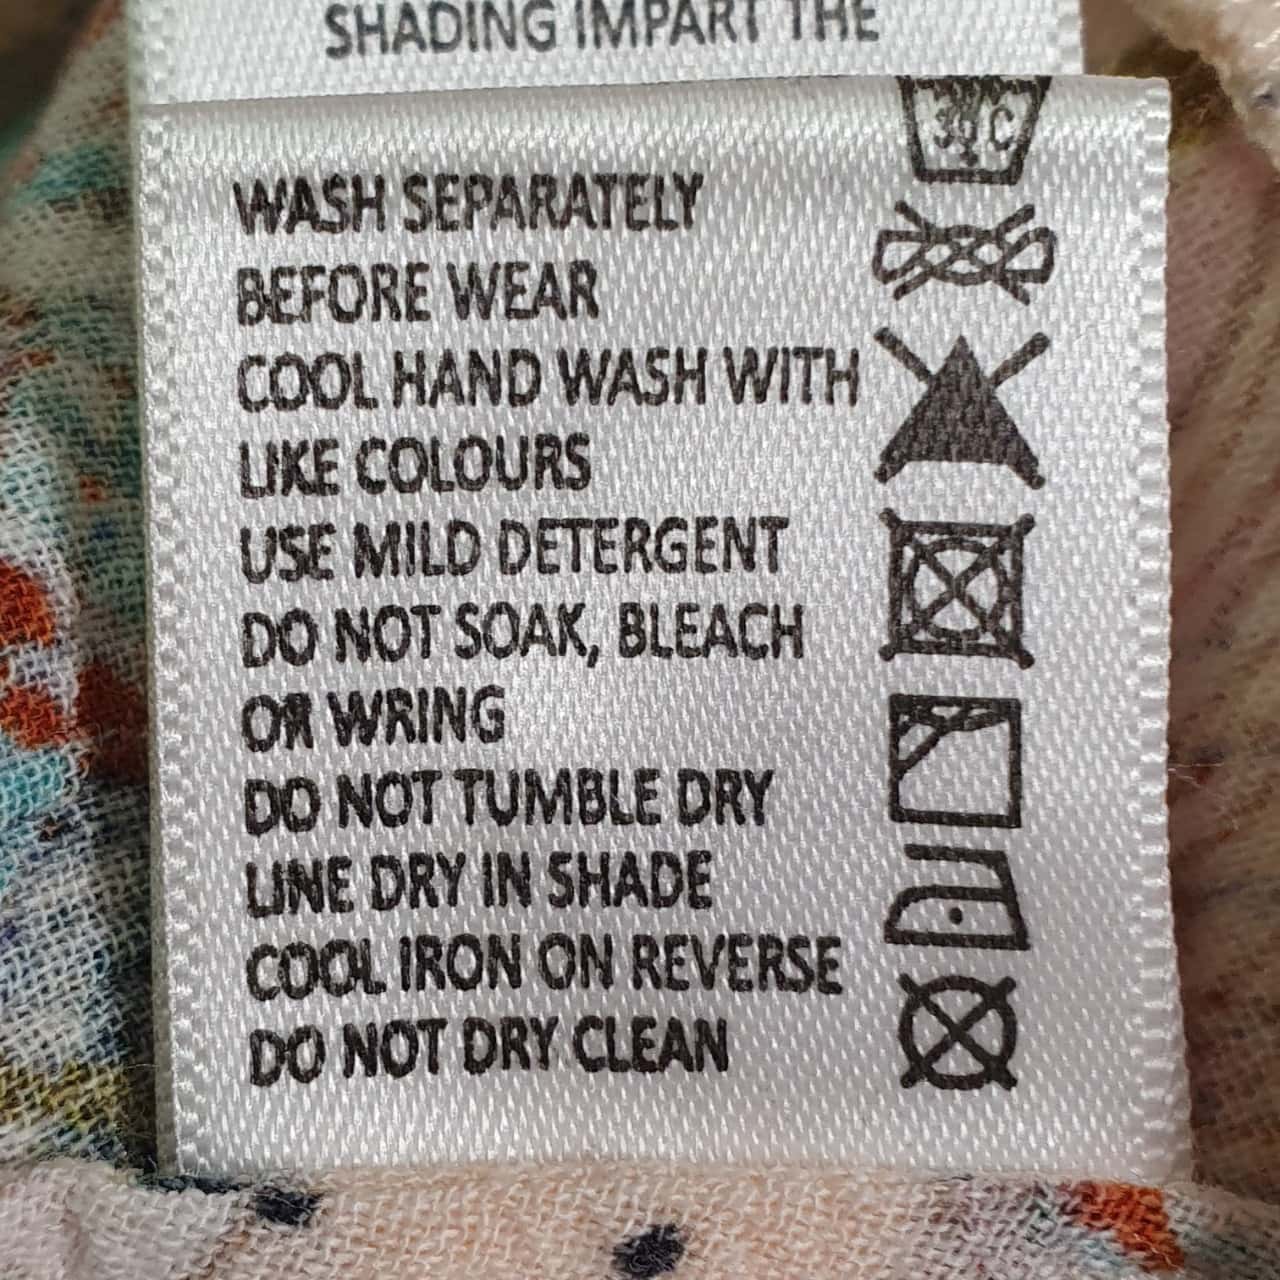 SHADING IMPART THE
30°C
WASH SEPARATELY
BEFORE WEAR
COOL HAND WASH WITH
LIKE COLOURS
USE MILD DETERGENT
DO NOT SOAK, BLEACH
OR WRING
DO NOT TUMBLE DRY
LINE DRY IN SHADE
COOL IRON ON REVERSE
DO NOT DRY CLEAN